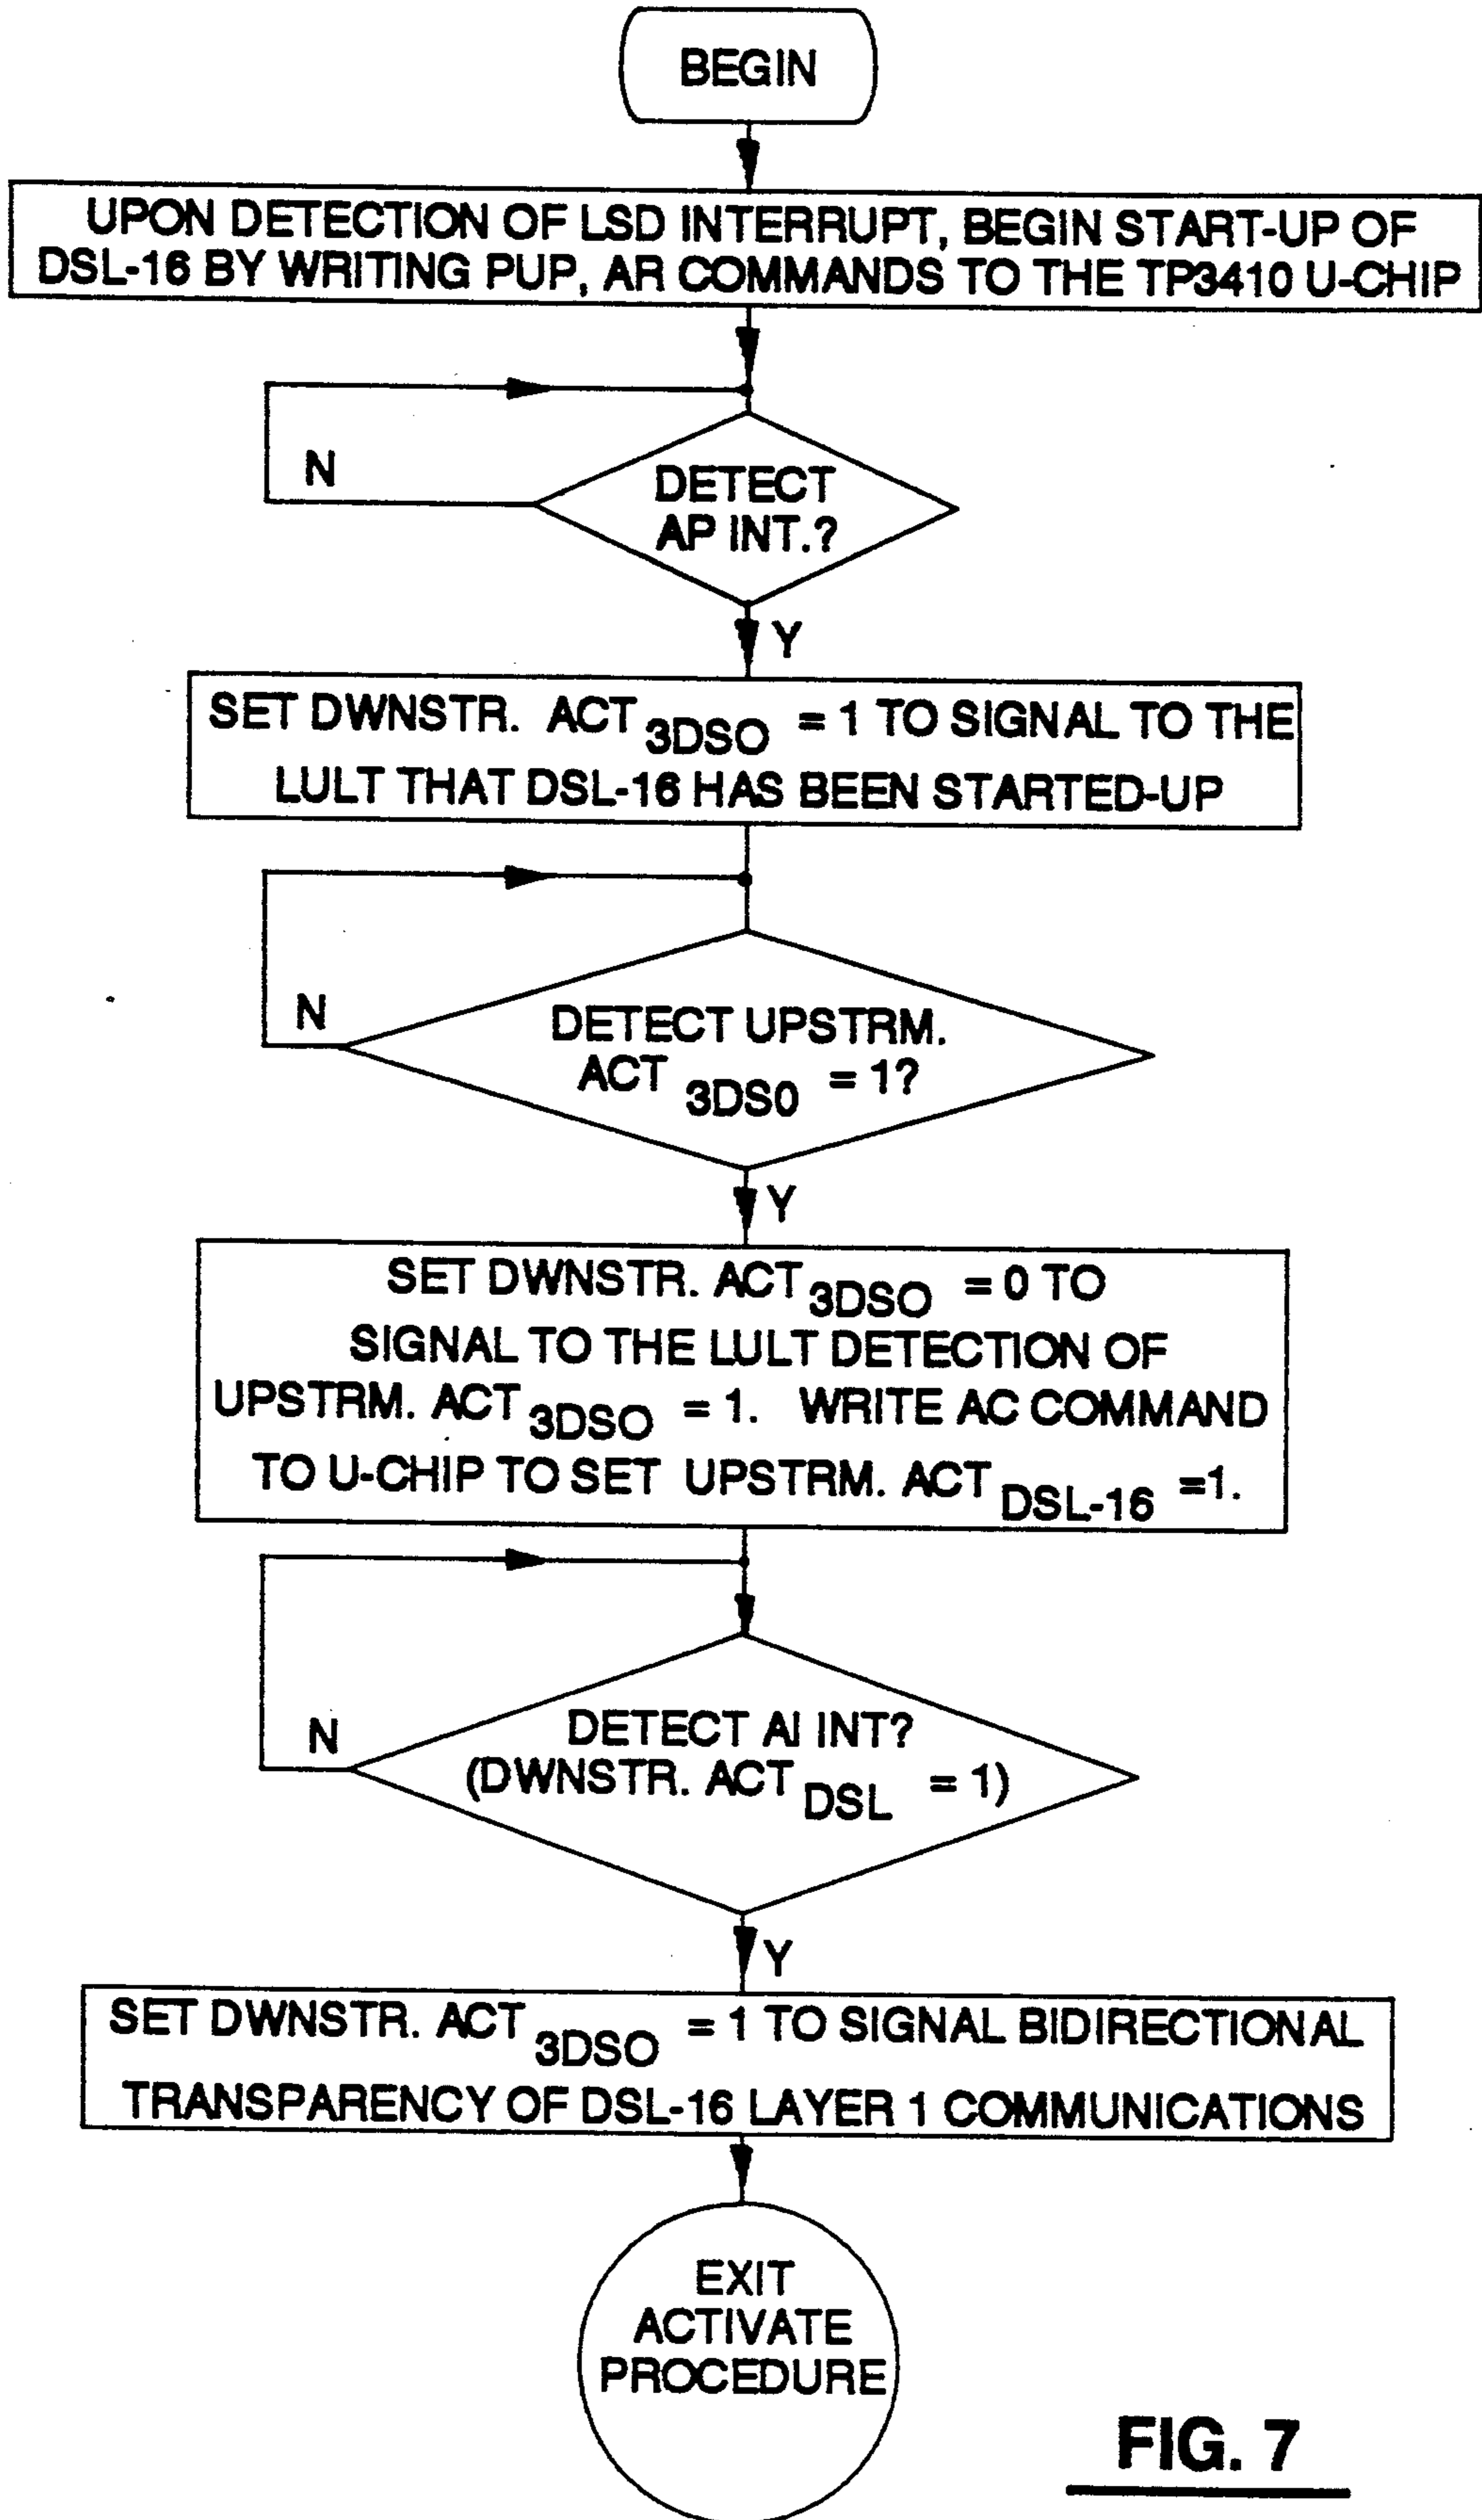 BEGIN
UPON DETECTION OF LSD INTERRUPT, BEGIN START-UP OF
DSL-16 BY WRITING PUP, AR COMMANDS TO THE TP3410 U-CHIP
N
DETECT
AP INT.?
Y
SET DWNSTR. ACT 3DSO = 1 TO SIGNAL TO THE
LULT THAT DSL-16 HAS BEEN STARTED-UP
N
DETECT UPSTRM.
ACT 3DS0 = 1?
Y
SET DWNSTR. ACT 3DSO = 0 TO
SIGNAL TO THE LULT DETECTION OF
UPSTRM. ACT 3DSO = 1. WRITE AC COMMAND
TO U-CHIP TO SET UPSTRM. ACT DSL-16 =1.
N
DETECT AI INT?
(DWNSTR. ACT DSL = 1)
Y
SET DWNSTR. ACT 3DSO = 1 TO SIGNAL BIDIRECTIONAL
TRANSPARENCY OF DSL-16 LAYER 1 COMMUNICATIONS
EXIT
ACTIVATE
PROCEDURE
FIG. 7